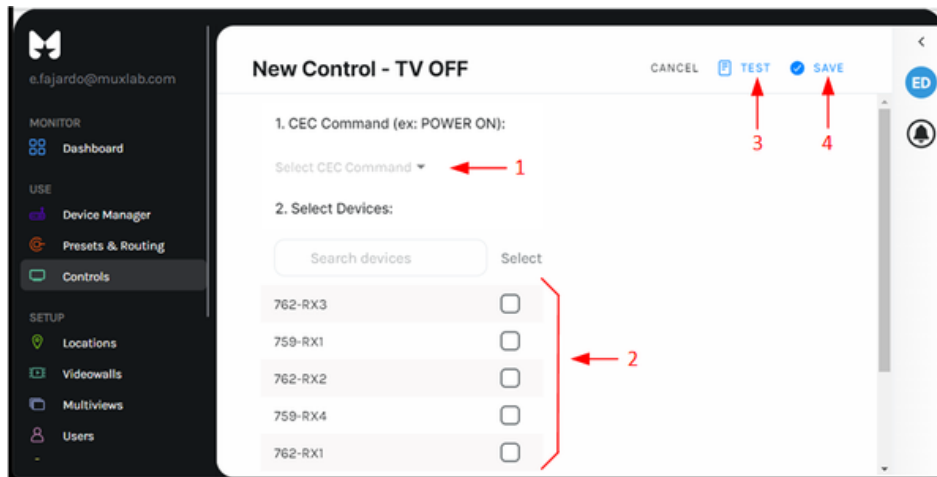 e.fajardo@muxlab.com
MONITOR
Dashboard
USE
Device Manager
Presets & Routing
Controls
SETUP
Locations
Videowalls
Multiviews
Users
New Control - TV OFF
CANCEL TEST SAVE
3 4
1. CEC Command (ex: POWER ON):
Select CEC Command 1
2. Select Devices:
Search devices Select
762-RX3
759-RX1
2
762-RX2
759-RX4
762-RX1
ED